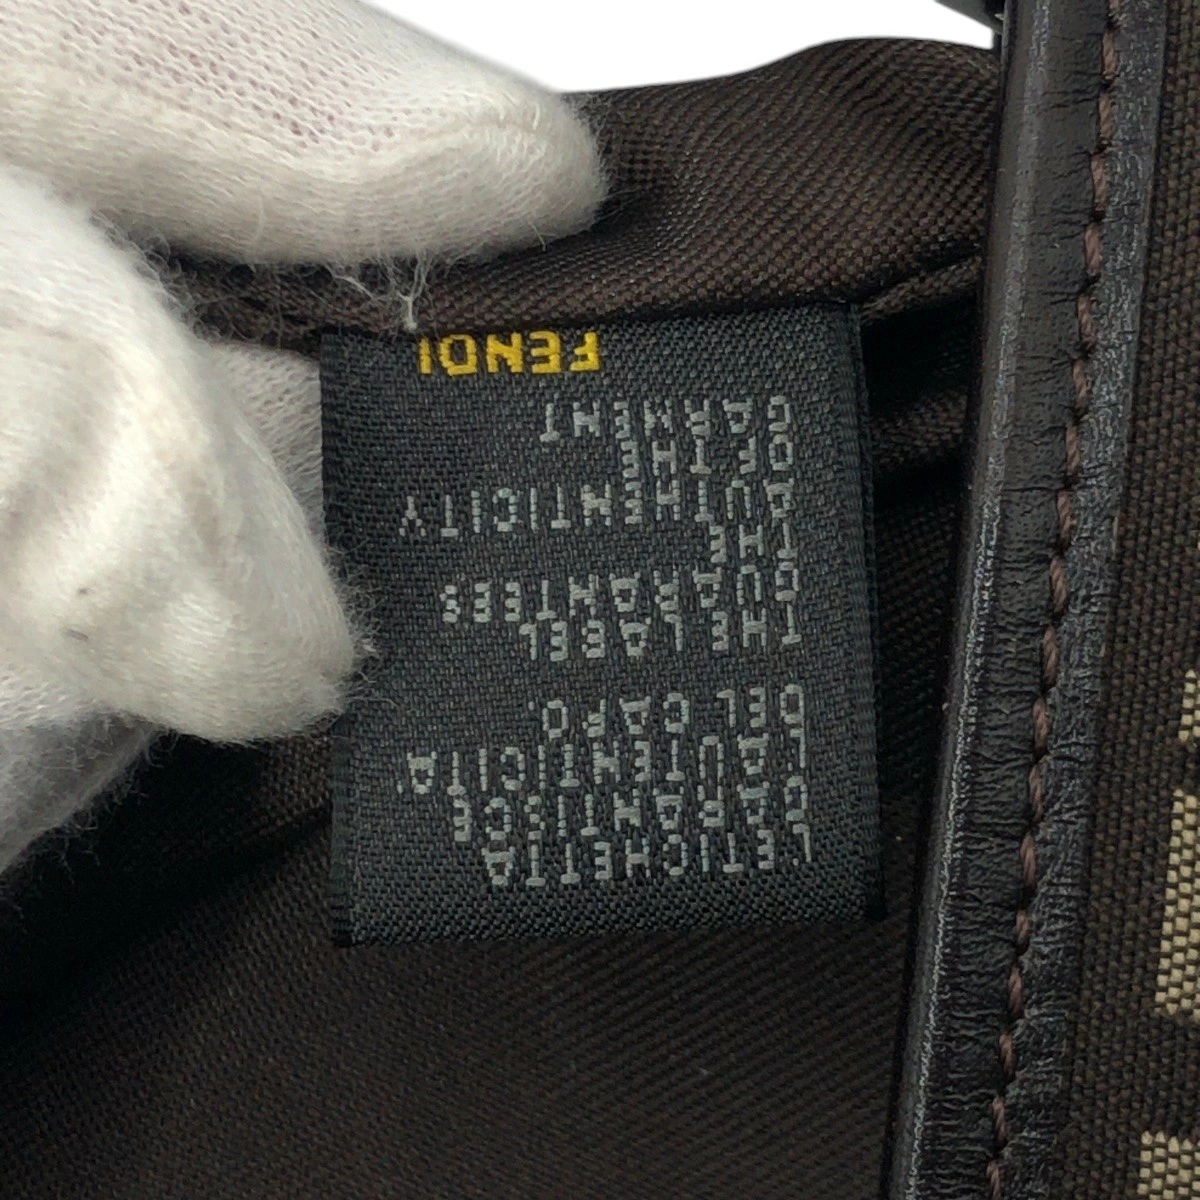 L'ETICHETTA
GARANTISCE
L'AUTENTICITA'
DEL CAPO.
THE LABEL
GUARANTEES
THE AUTHENTICITY
OF THE
GARMENT
FENDI